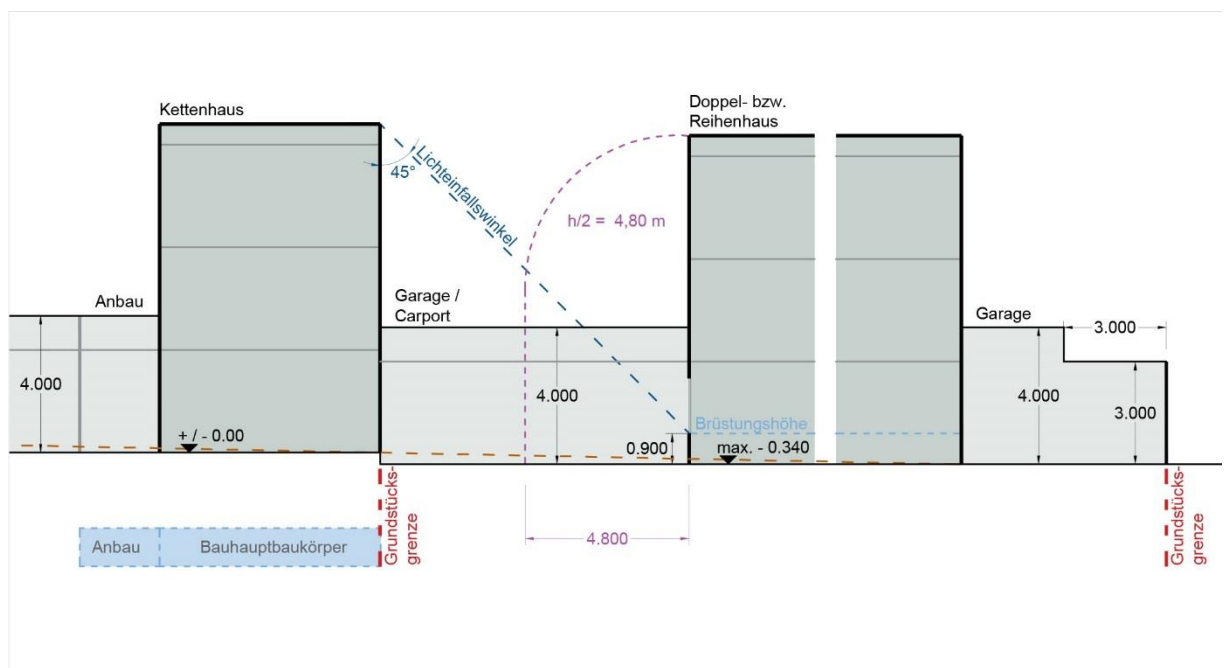 Kettenhaus
Doppel- bzw.
Reihenhaus
45°
Lichteinfallswinkel
h/2 = 4,80 m
Anbau
Garage /
Carport
Garage
3.000
4.000
4.000
4.000
3.000
+ / - 0.00
Brüstungshöhe
0.900
max. - 0.340
Anbau
Bauhauptbaukörper
Grundstücks-
grenze
4.800
Grundstücks-
grenze